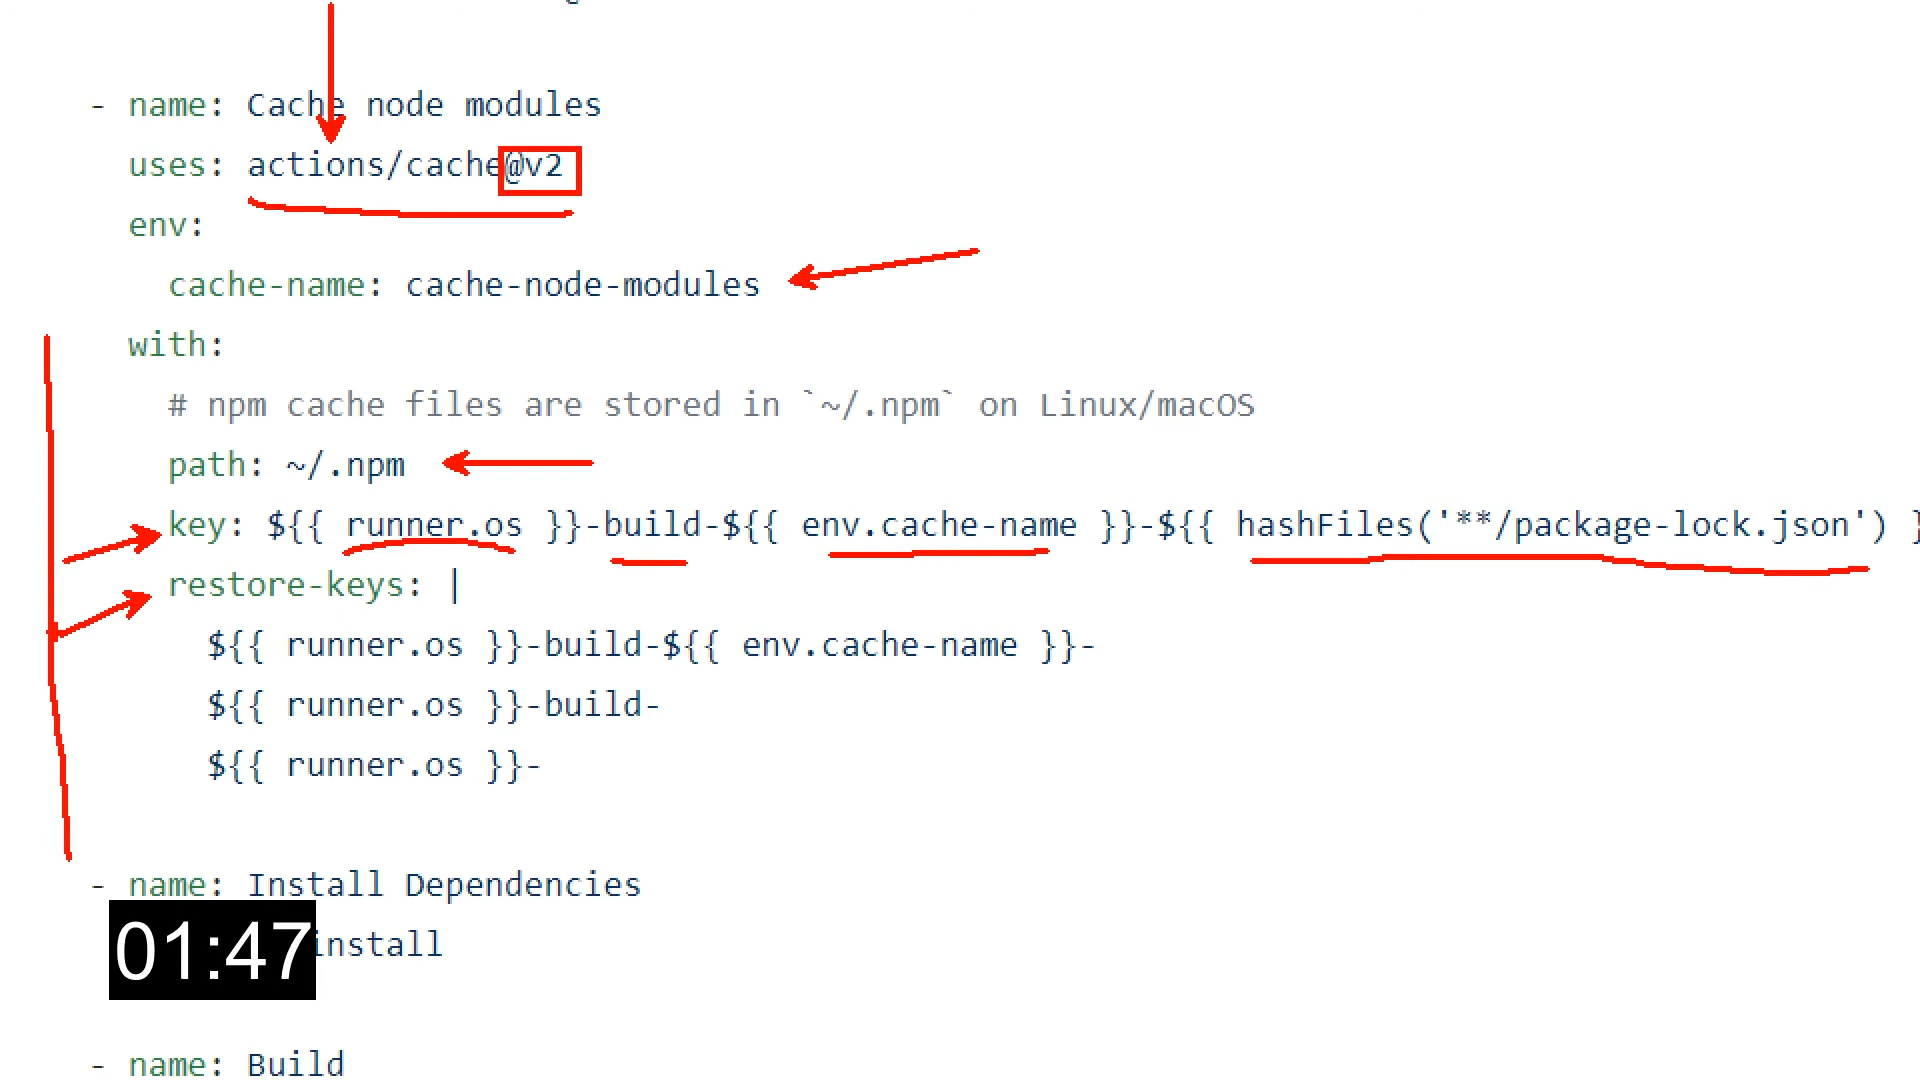 - name: Cache node modules
uses: actions/cache@v2
env:
cache-name: cache-node-modules
with:
# npm cache files are stored in `~/.npm` on Linux/macOS
path: ~/.npm
key: ${{ runner.os }}-build-${{ env.cache-name }}-${{ hashFiles('**/package-lock.json') }
restore-keys: |
${{ runner.os }}-build-${{ env.cache-name }}-
${{ runner.os }}-build-
${{ runner.os }}-
- name: Install Dependencies
install
01:47
- name: Build